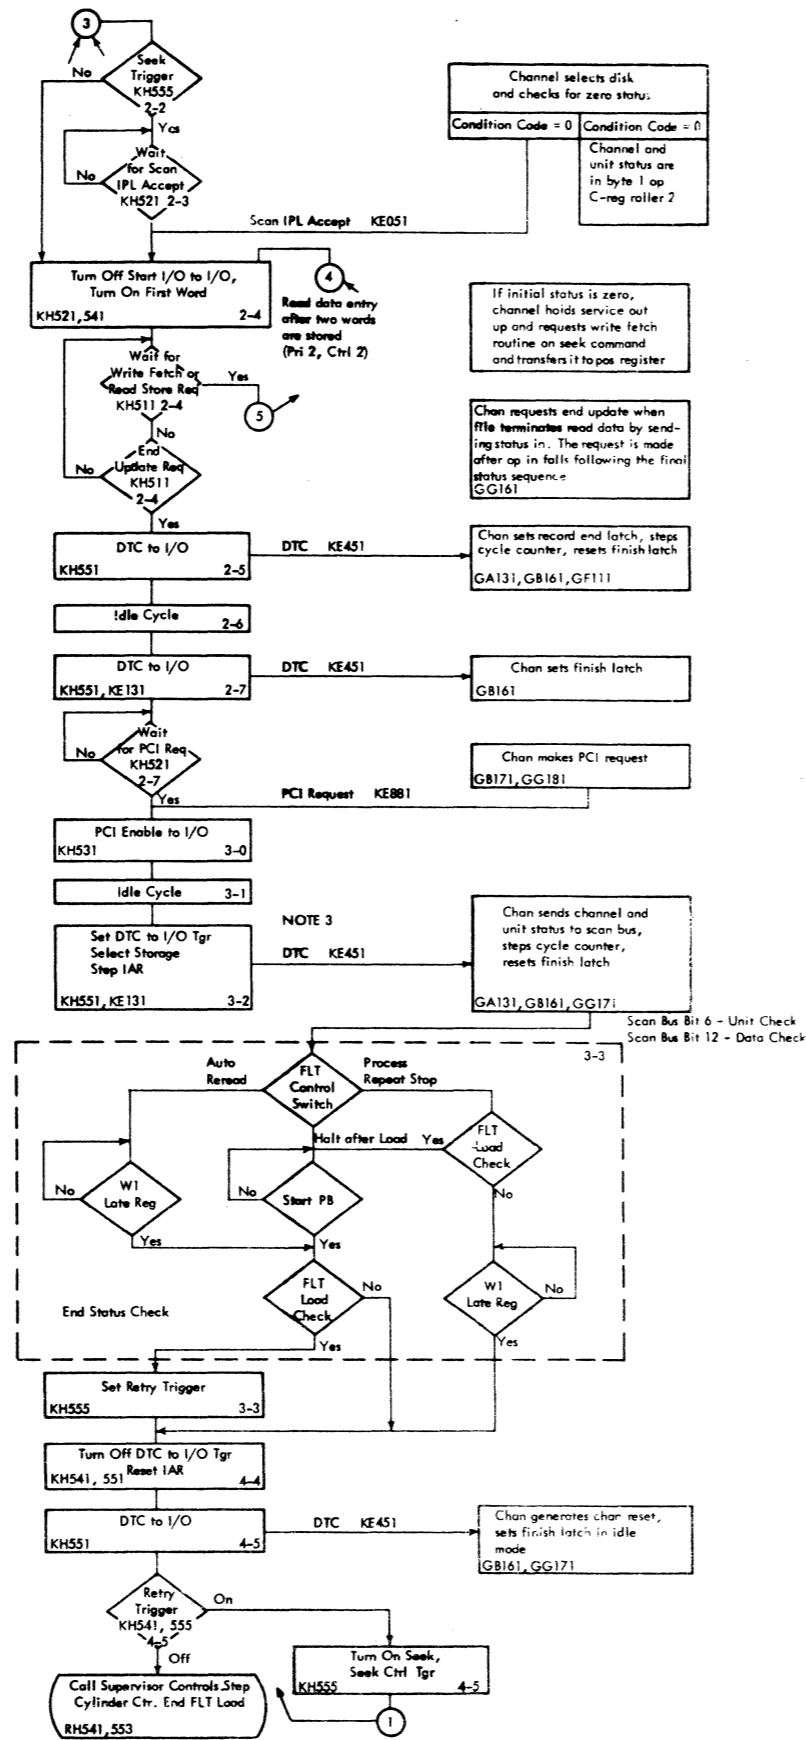 3
Seek
Trigger
KH555
2-2
No
Yes
Wait
for Scan
IPL Accept
KH521 2-3
No
Channel selects disk
and checks for zero status.
Condition Code = 0
Condition Code = 0
Channel and
unit status are
in byte 1 op
C-reg roller 2
Scan IPL Accept KE051
Turn Off Start I/O to I/O,
Turn On First Word
KH521,541 2-4
4
Read data entry
after two words
are stored
(Pri 2, Ctrl 2)
If initial status is zero,
channel holds service out
up and requests write fetch
routine on seek command
and transfers it to pos register
Wait for
Write Fetch or
Read Store Req
KH511 2-4
Yes
5
No
End
Update Req
KH511
2-4
No
Yes
Chan requests end update when
file terminates read data by send-
ing status in. The request is made
after op in falls following the final
status sequence
GG161
DTC to I/O
KH551 2-5
DTC KE451
Chan sets record end latch, steps
cycle counter, resets finish latch
GA131, GB161, GF111
Idle Cycle
2-6
DTC to I/O
KH551, KE131 2-7
DTC KE451
Chan sets finish latch
GB161
Wait
for PCI Req
KH521
2-7
No
Yes
Chan makes PCI request
GB171, GG181
PCI Request KE881
PCI Enable to I/O
KH531 3-0
Idle Cycle 3-1
Set DTC to I/O Tgr
Select Storage
Step IAR
KH551, KE131 3-2
NOTE 3
DTC KE451
Chan sends channel and
unit status to scan bus,
steps cycle counter,
resets finish latch
GA131, GB161, GG171
Scan Bus Bit 6 - Unit Check
Scan Bus Bit 12 - Data Check
3-3
Auto
Reread
FLT
Control
Switch
Process
Repeat Stop
Halt after Load
Yes
FLT
Load
Check
No
W1
Late Reg
No
Yes
Start PB
No
Yes
FLT
Load
Check
No
Yes
W1
Late Reg
No
Yes
End Status Check
Set Retry Trigger
KH555 3-3
Turn Off DTC to I/O Tgr
Reset IAR
KH541, 551 4-4
DTC to I/O
KH551 4-5
DTC KE451
Chan generates chan reset,
sets finish latch in idle
mode
GB161, GG171
Retry
Trigger
KH541, 555
4-5
On
Off
Turn On Seek,
Seek Ctrl Tgr
KH555 4-5
1
Call Supervisor Controls.Step
Cylinder Ctr. End FLT Load
RH541,553